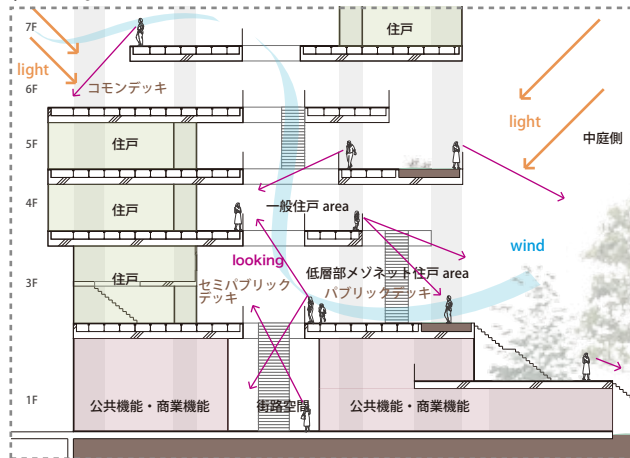 7F
住戸
light
コモンデッキ
6F
light
中庭側
5F
住戸
4F
住戸
一般住戸 area
looking
wind
低層部メゾネット住戸 area
3F
住戸
セミパブリック
デッキ
パブリックデッキ
1F
公共機能・商業機能
街路空間
公共機能・商業機能